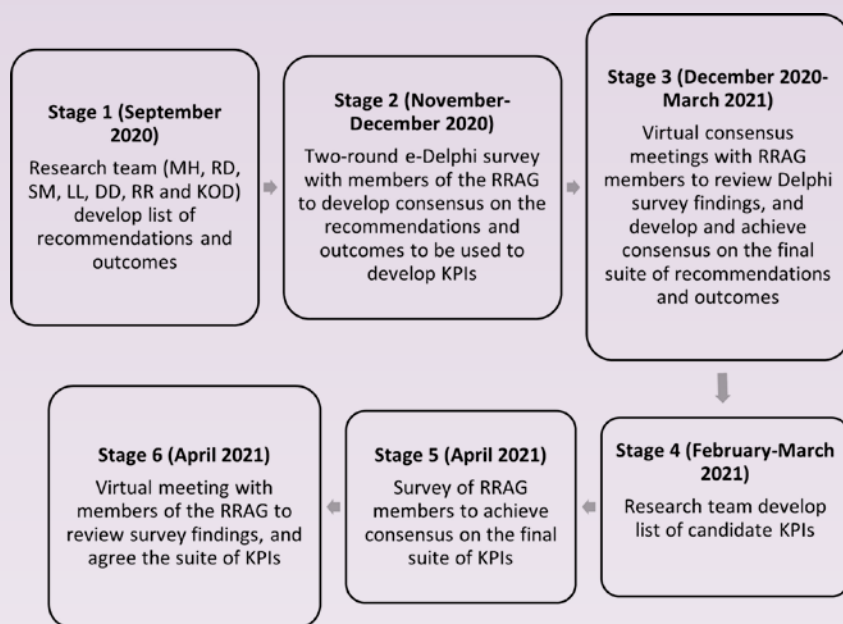 Stage 1 (September
2020)
Research team (MH, RD,
SM, LL, DD, RR and KOD)
develop list of
recommendations and
outcomes
Stage 2 (November-
December 2020)
Two-round e-Delphi survey
with members of the RRAG
to develop consensus on the
recommendations and
outcomes to be used to
develop KPIs
Stage 3 (December 2020-
March 2021)
Virtual consensus
meetings with RRAG
members to review Delphi
survey findings, and
develop and achieve
consensus on the final
suite of recommendations
and outcomes
Stage 4 (February-March
2021)
Research team develop
list of candidate KPIs
Stage 5 (April 2021)
Survey of RRAG
members to achieve
consensus on the final
suite of KPIs
Stage 6 (April 2021)
Virtual meeting with
members of the RRAG to
review survey findings, and
agree the suite of KPIs